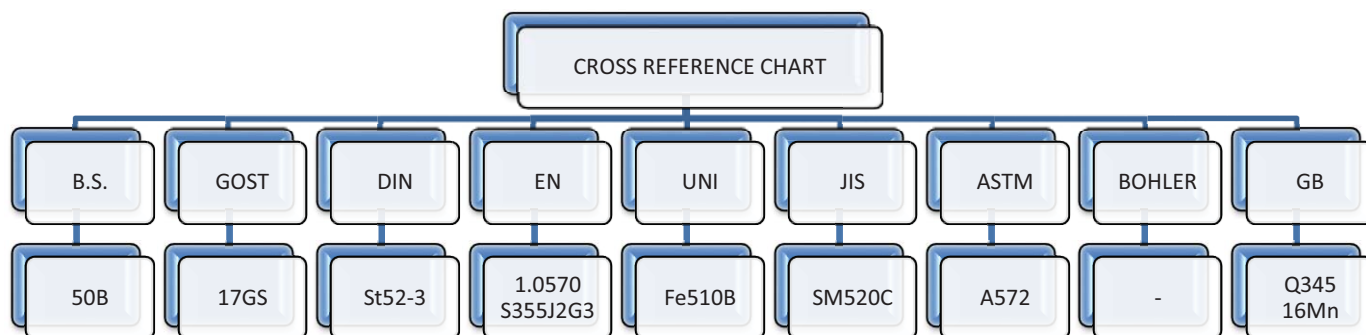 CROSS REFERENCE CHART
B.S.
GOST
DIN
EN
UNI
JIS
ASTM
BOHLER
GB
50B
17GS
St52-3
1.0570
S355J2G3
Fe510B
SM520C
A572
-
Q345
16Mn